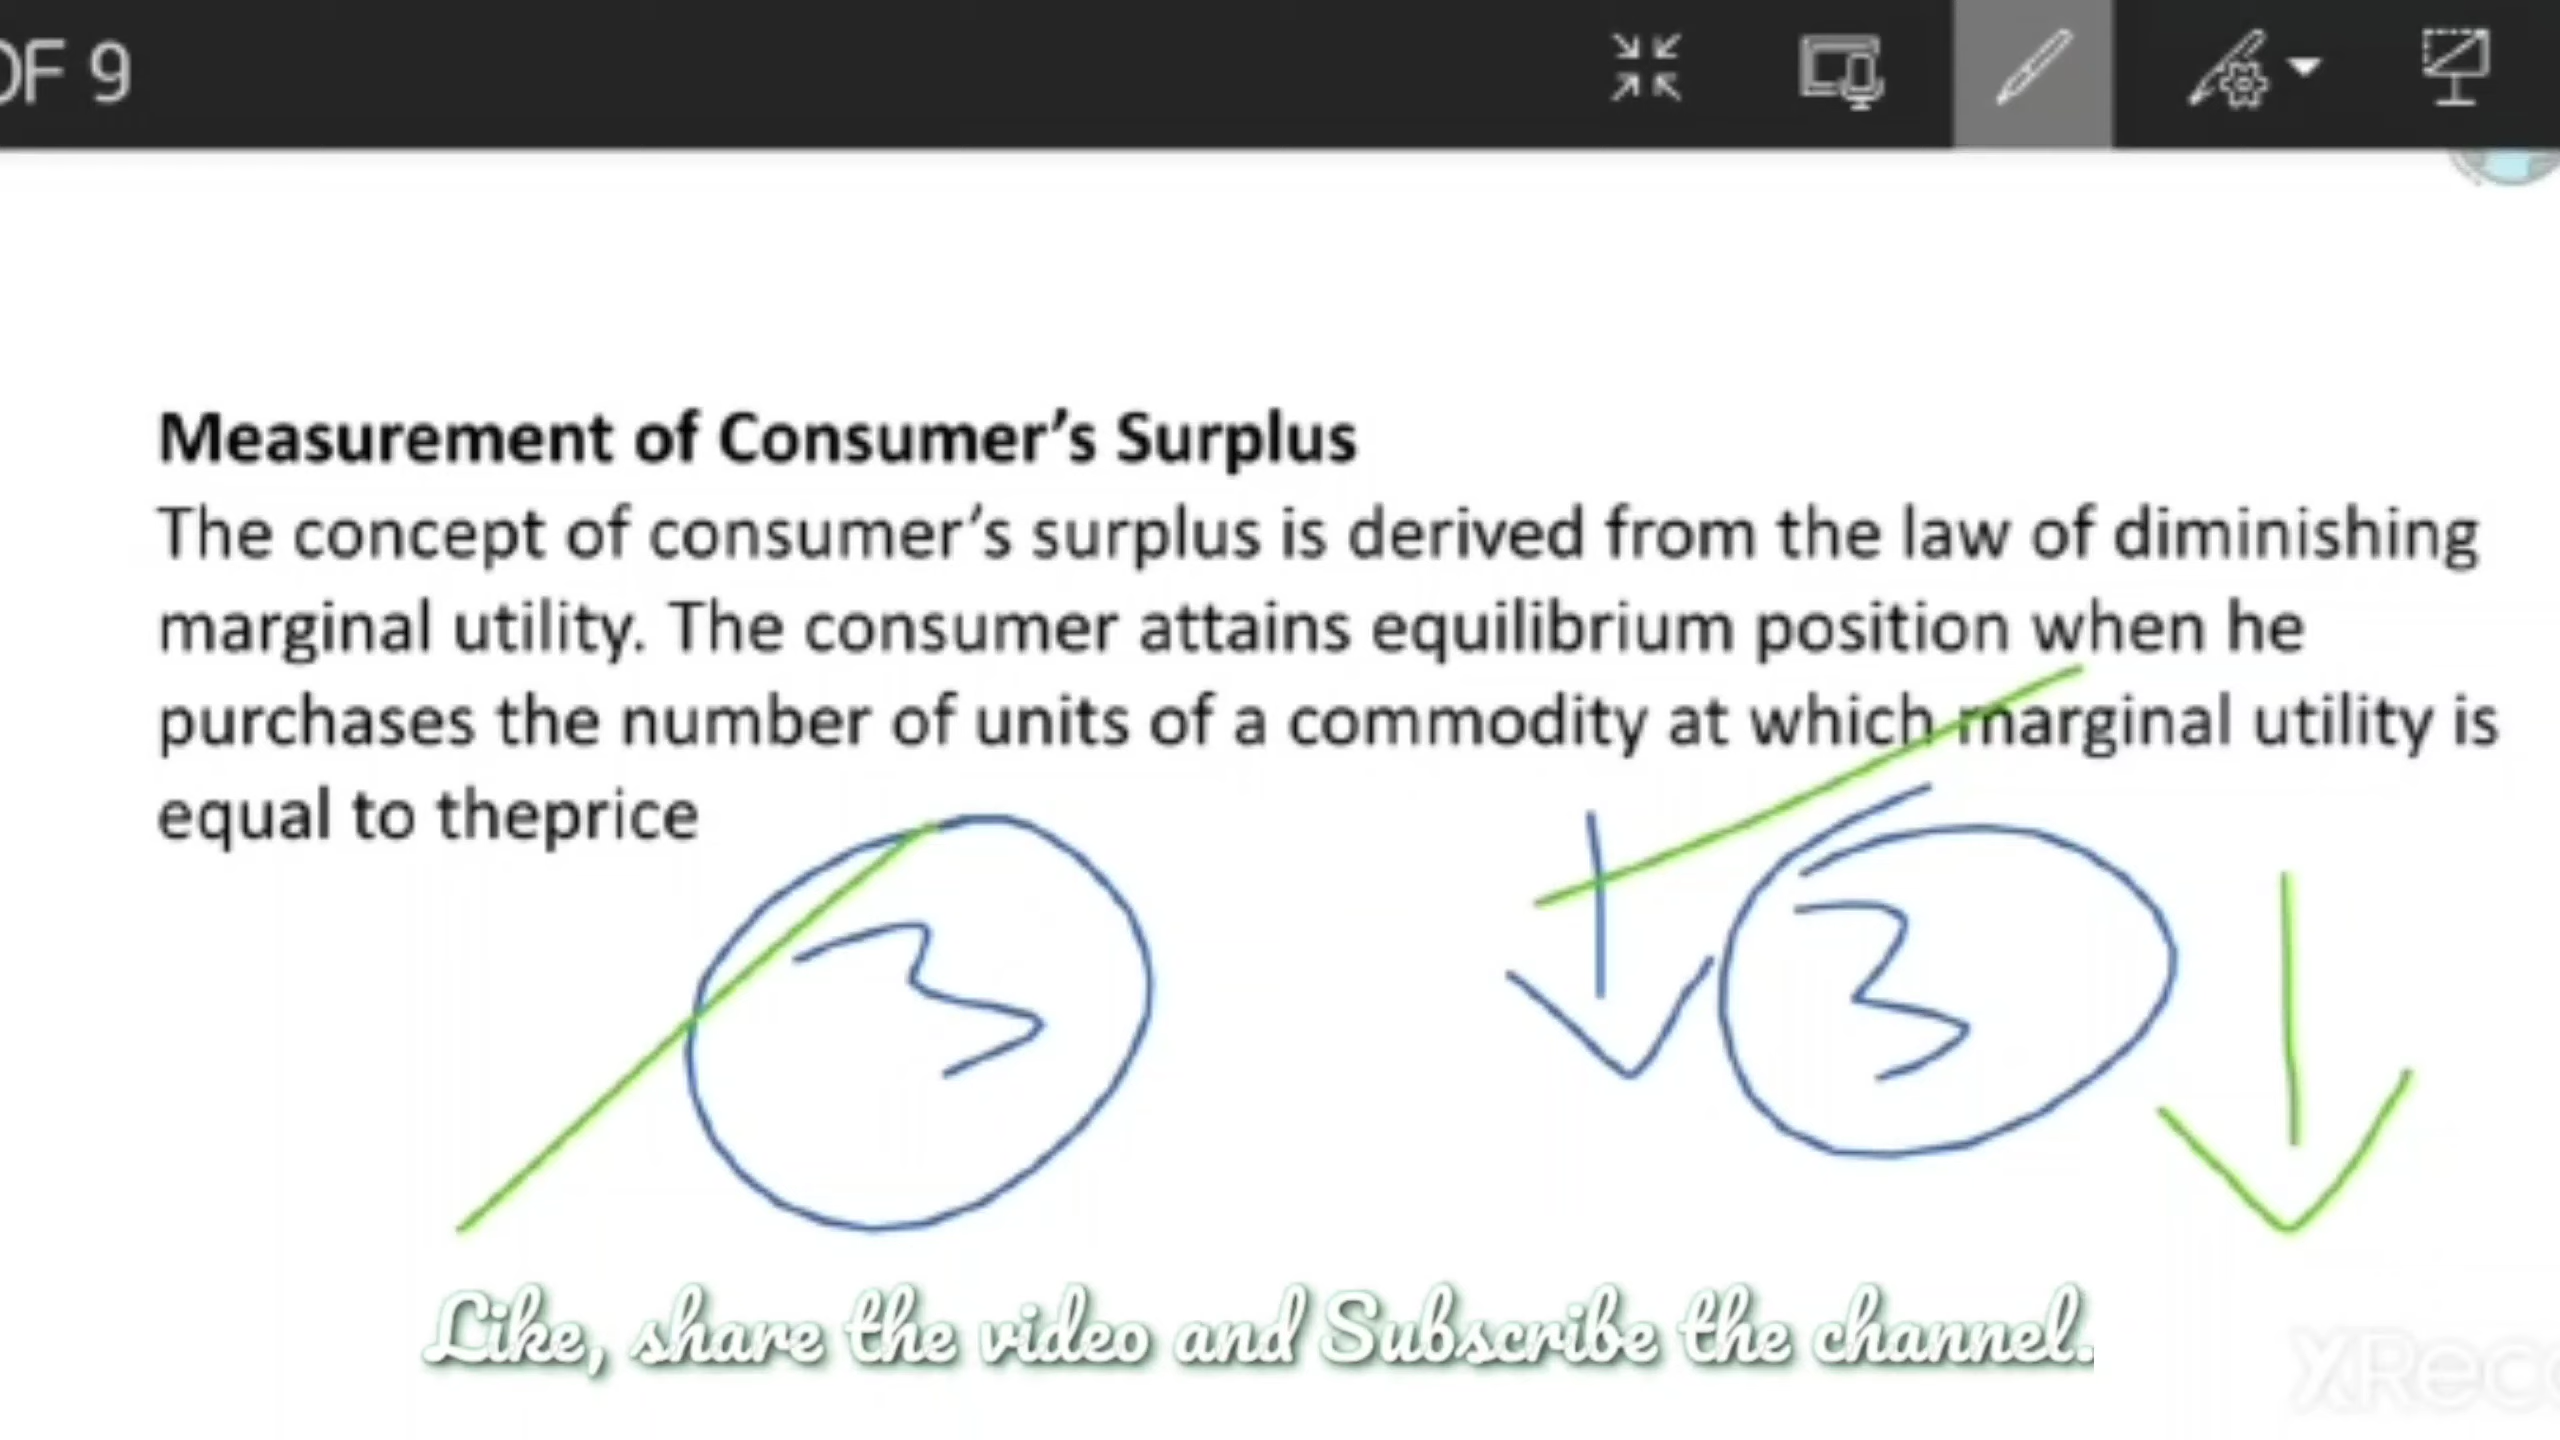 OF 9
Measurement of Consumer's Surplus
The concept of consumer's surplus is derived from the law of diminishing
marginal utility. The consumer attains equilibrium position when he
purchases the number of units of a commodity at which marginal utility is
equal to theprice
3
3
Like, share the video and Subscribe the channel.
XRec